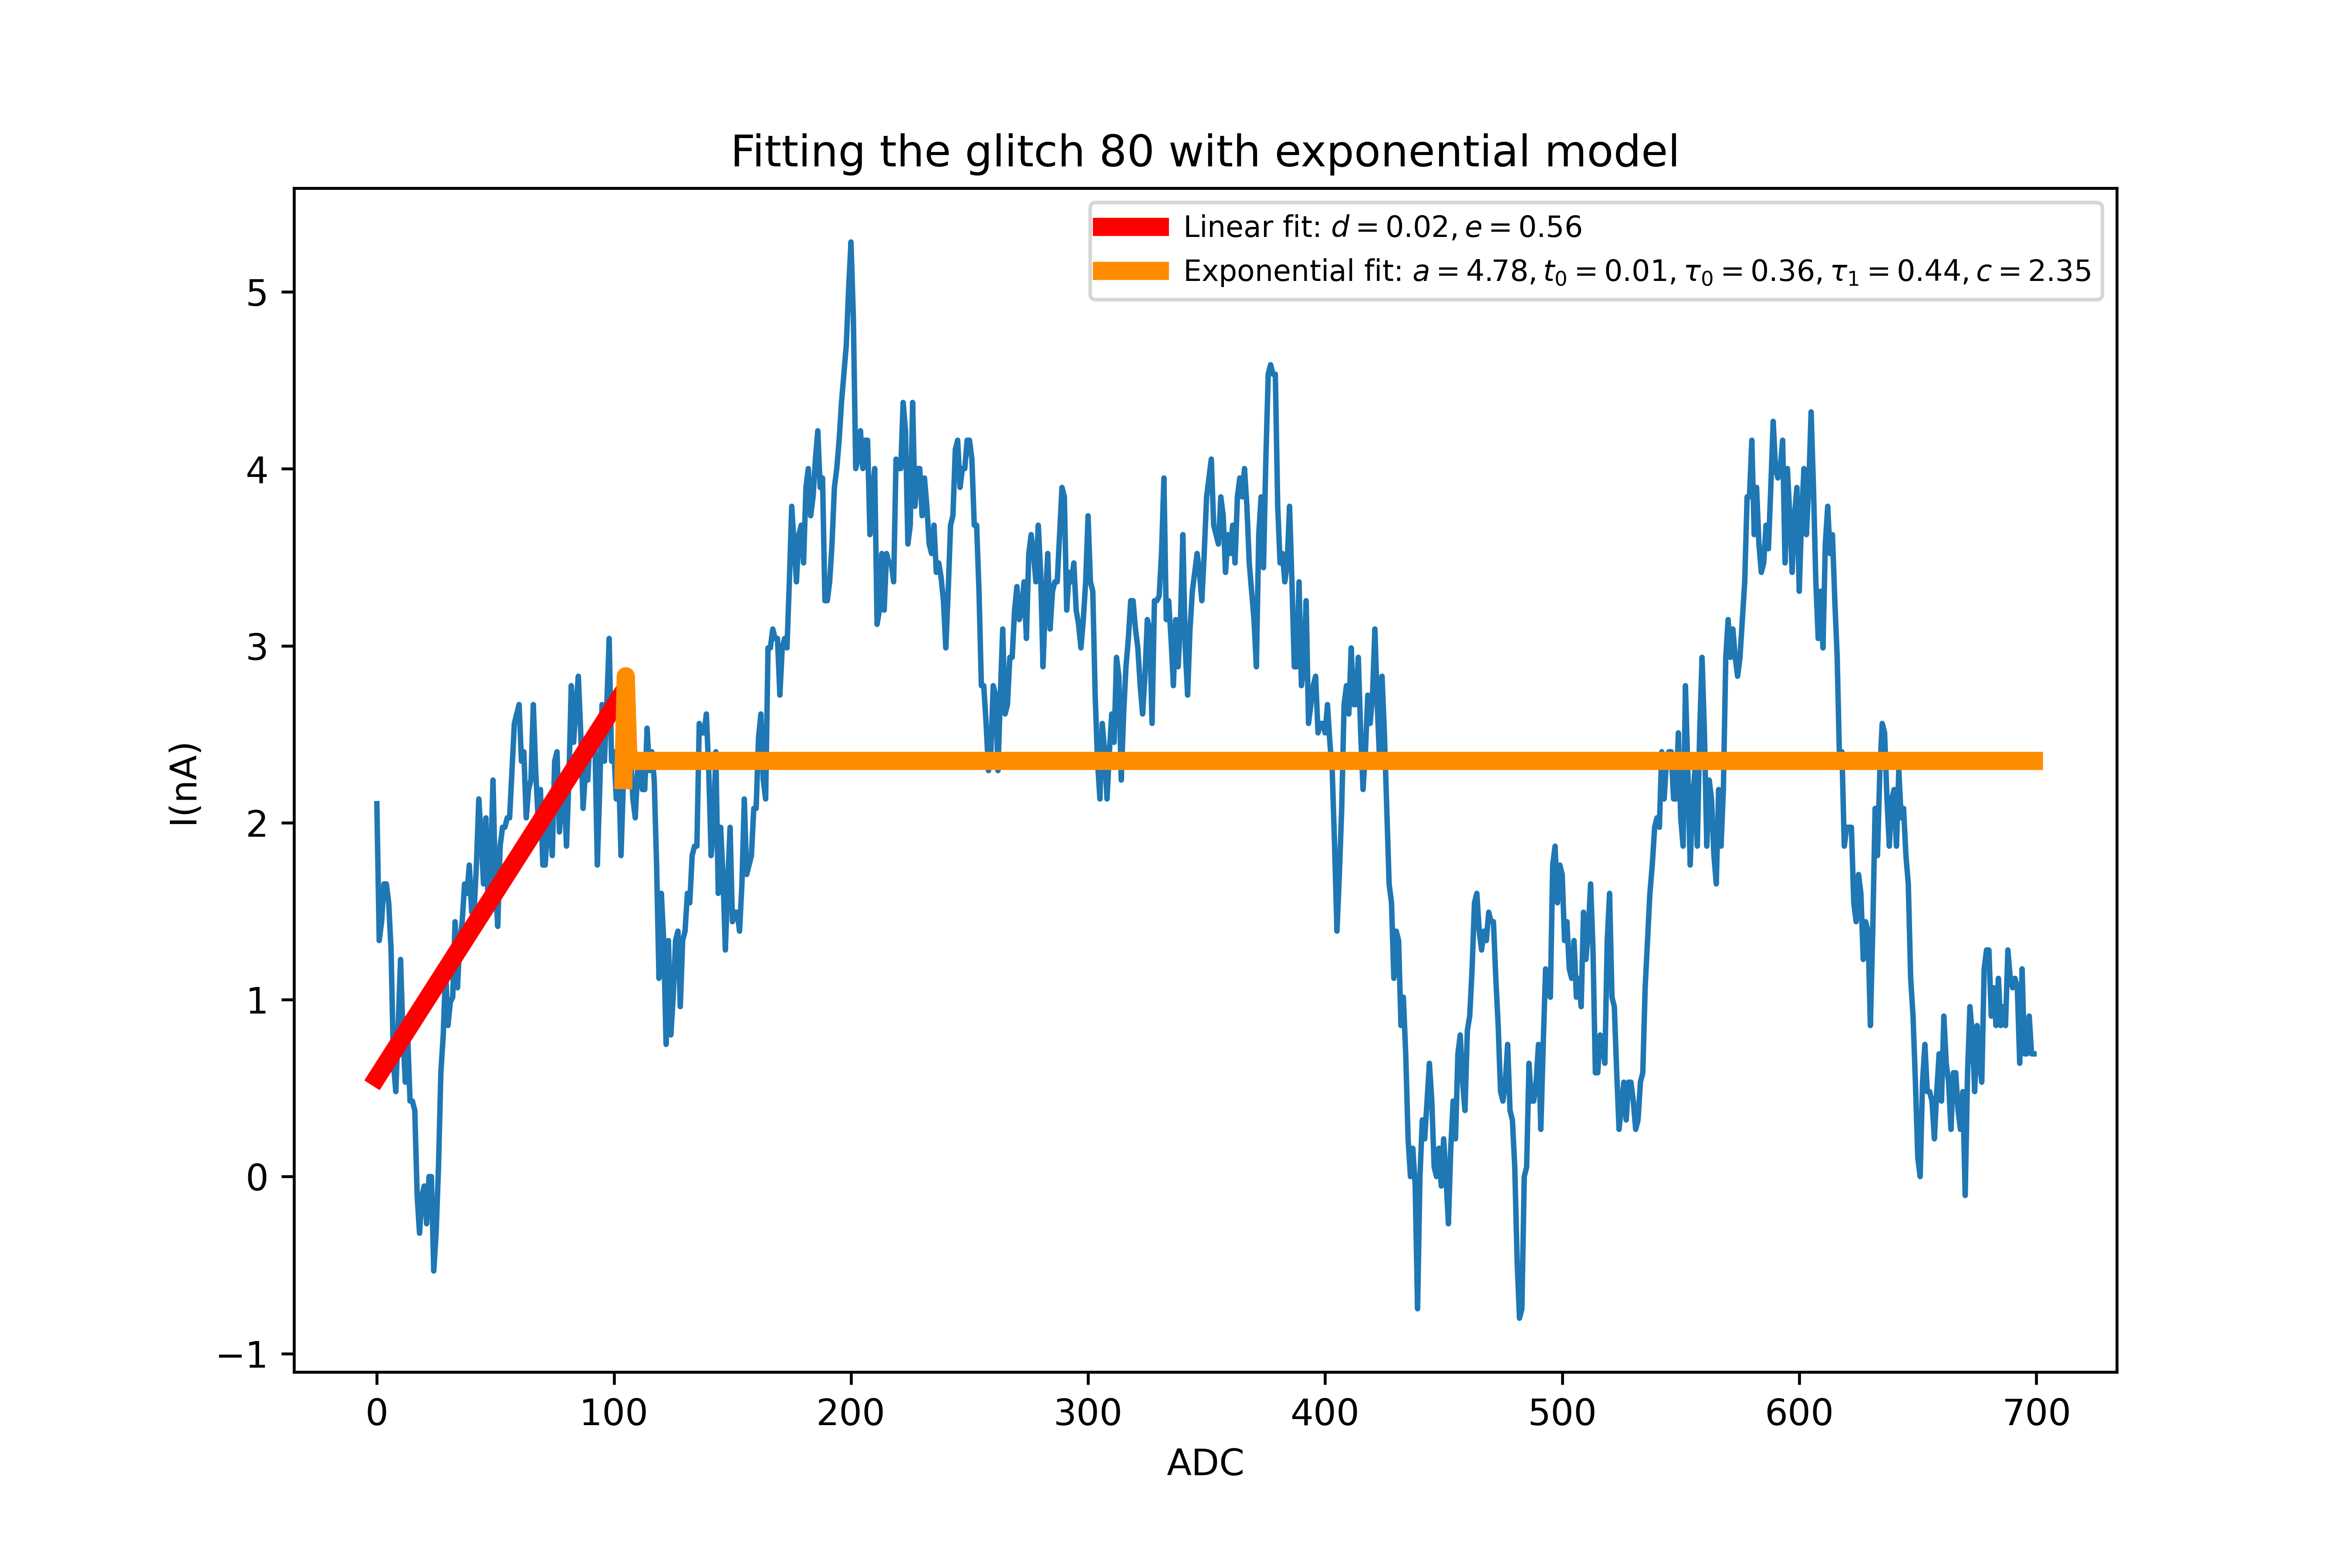 Fitting the glitch 80 with exponential model
Linear fit: d = 0.02, e = 0.56
Exponential fit: a = 4.78, t₀ = 0.01, τ₀ = 0.36, τ₁ = 0.44, c = 2.35
I(nA)
5
4
3
2
1
0
−1
0 100 200 300 400 500 600 700
ADC